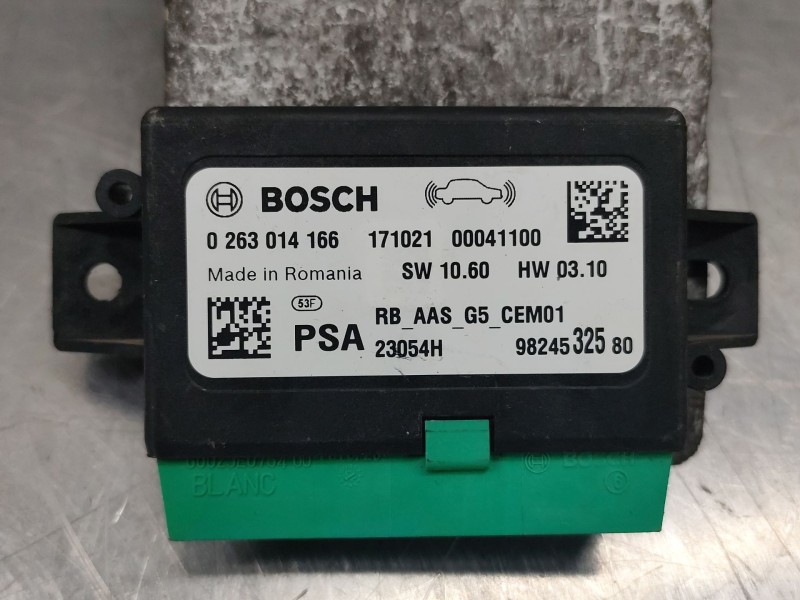 BOSCH
0 263 014 166 171021 00041100
Made in Romania SW 10.60 HW 03.10
53F
PSA RB_AAS_G5_CEM01
23054H 98245 325 80
BOSCH
BLANC